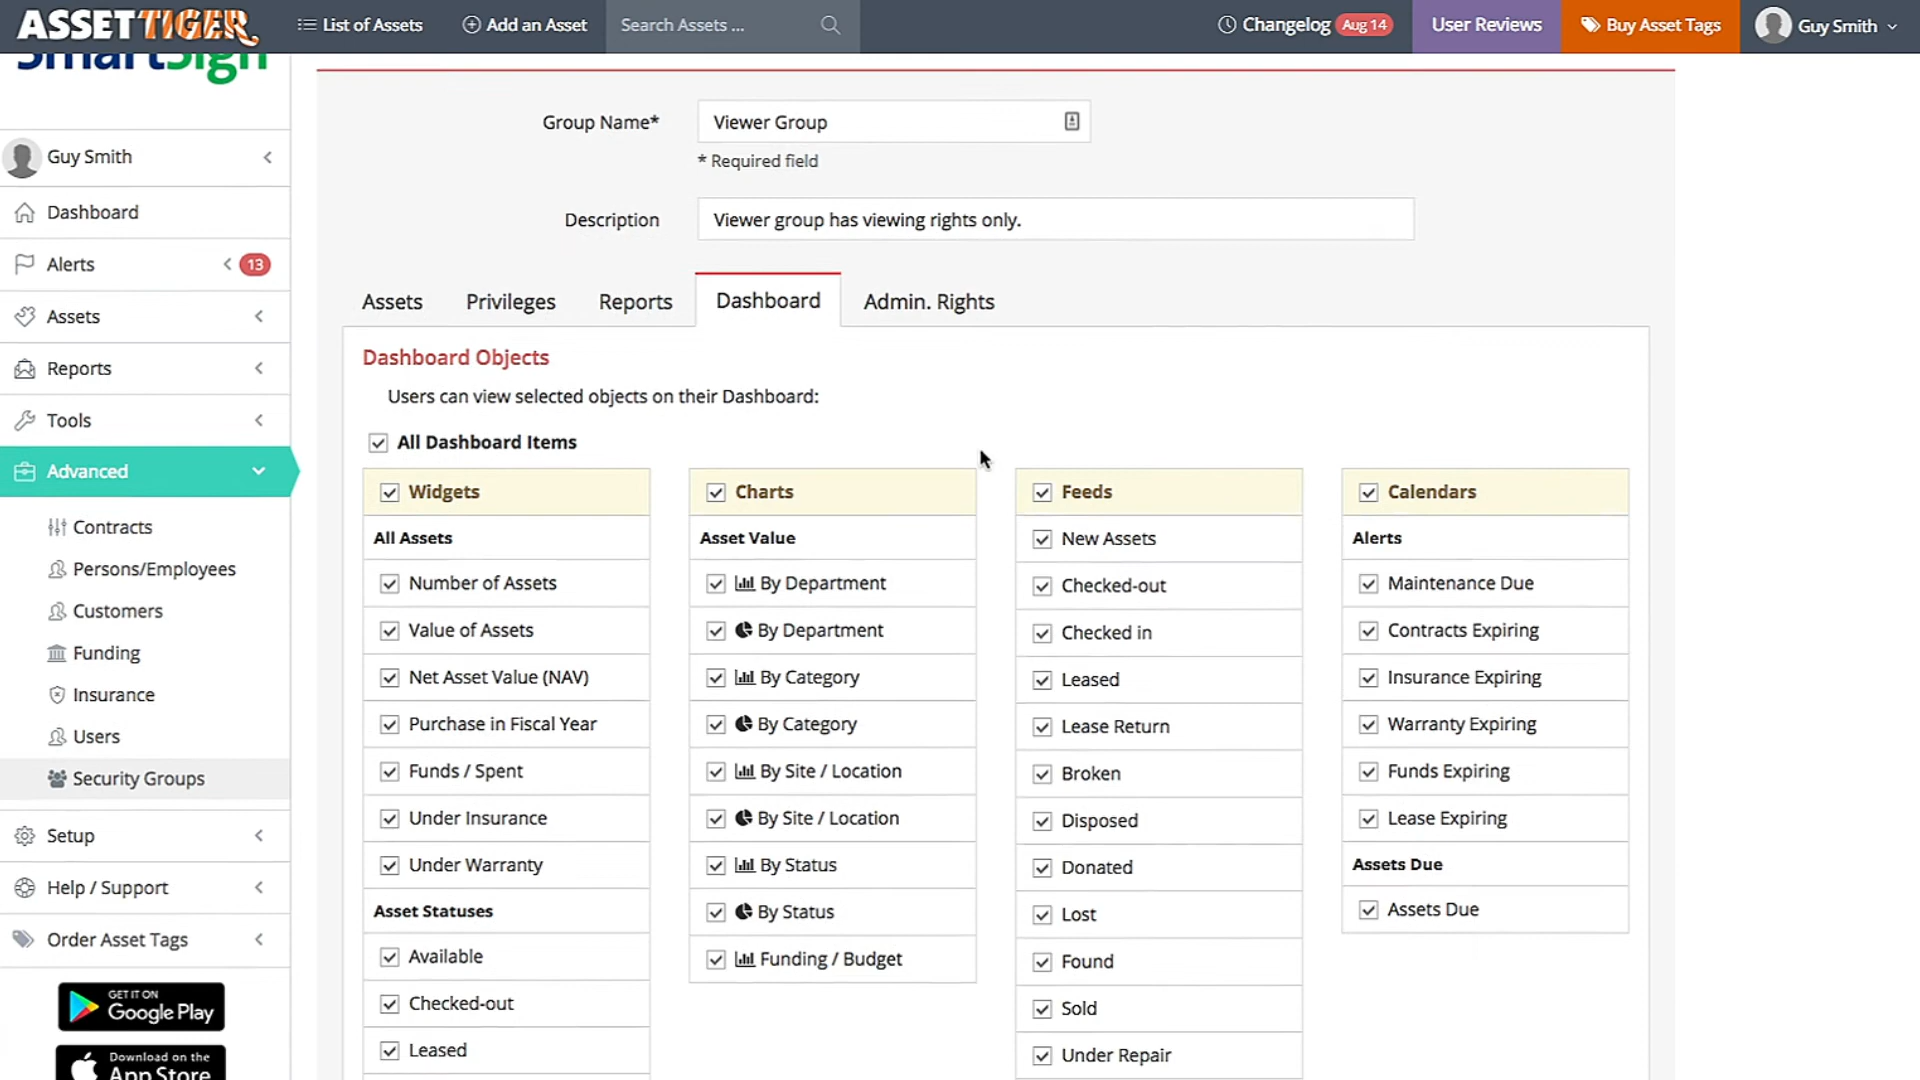 ASSETTIGER
List of Assets
Add an Asset
Search Assets ...
Changelog Aug 14
User Reviews
Buy Asset Tags
Guy Smith
SmartSign
Guy Smith
Dashboard
Alerts 13
Assets
Reports
Tools
Advanced
Contracts
Persons/Employees
Customers
Funding
Insurance
Users
Security Groups
Setup
Help / Support
Order Asset Tags
GET IT ON
Google Play
Download on the
App Store
Group Name* Viewer Group
* Required field
Description Viewer group has viewing rights only.
Assets Privileges Reports Dashboard Admin. Rights
Dashboard Objects
Users can view selected objects on their Dashboard:
All Dashboard Items
Widgets
All Assets
Number of Assets
Value of Assets
Net Asset Value (NAV)
Purchase in Fiscal Year
Funds / Spent
Under Insurance
Under Warranty
Asset Statuses
Available
Checked-out
Leased
Charts
Asset Value
By Department
By Department
By Category
By Category
By Site / Location
By Site / Location
By Status
By Status
Funding / Budget
Feeds
New Assets
Checked-out
Checked in
Leased
Lease Return
Broken
Disposed
Donated
Lost
Found
Sold
Under Repair
Calendars
Alerts
Maintenance Due
Contracts Expiring
Insurance Expiring
Warranty Expiring
Funds Expiring
Lease Expiring
Assets Due
Assets Due